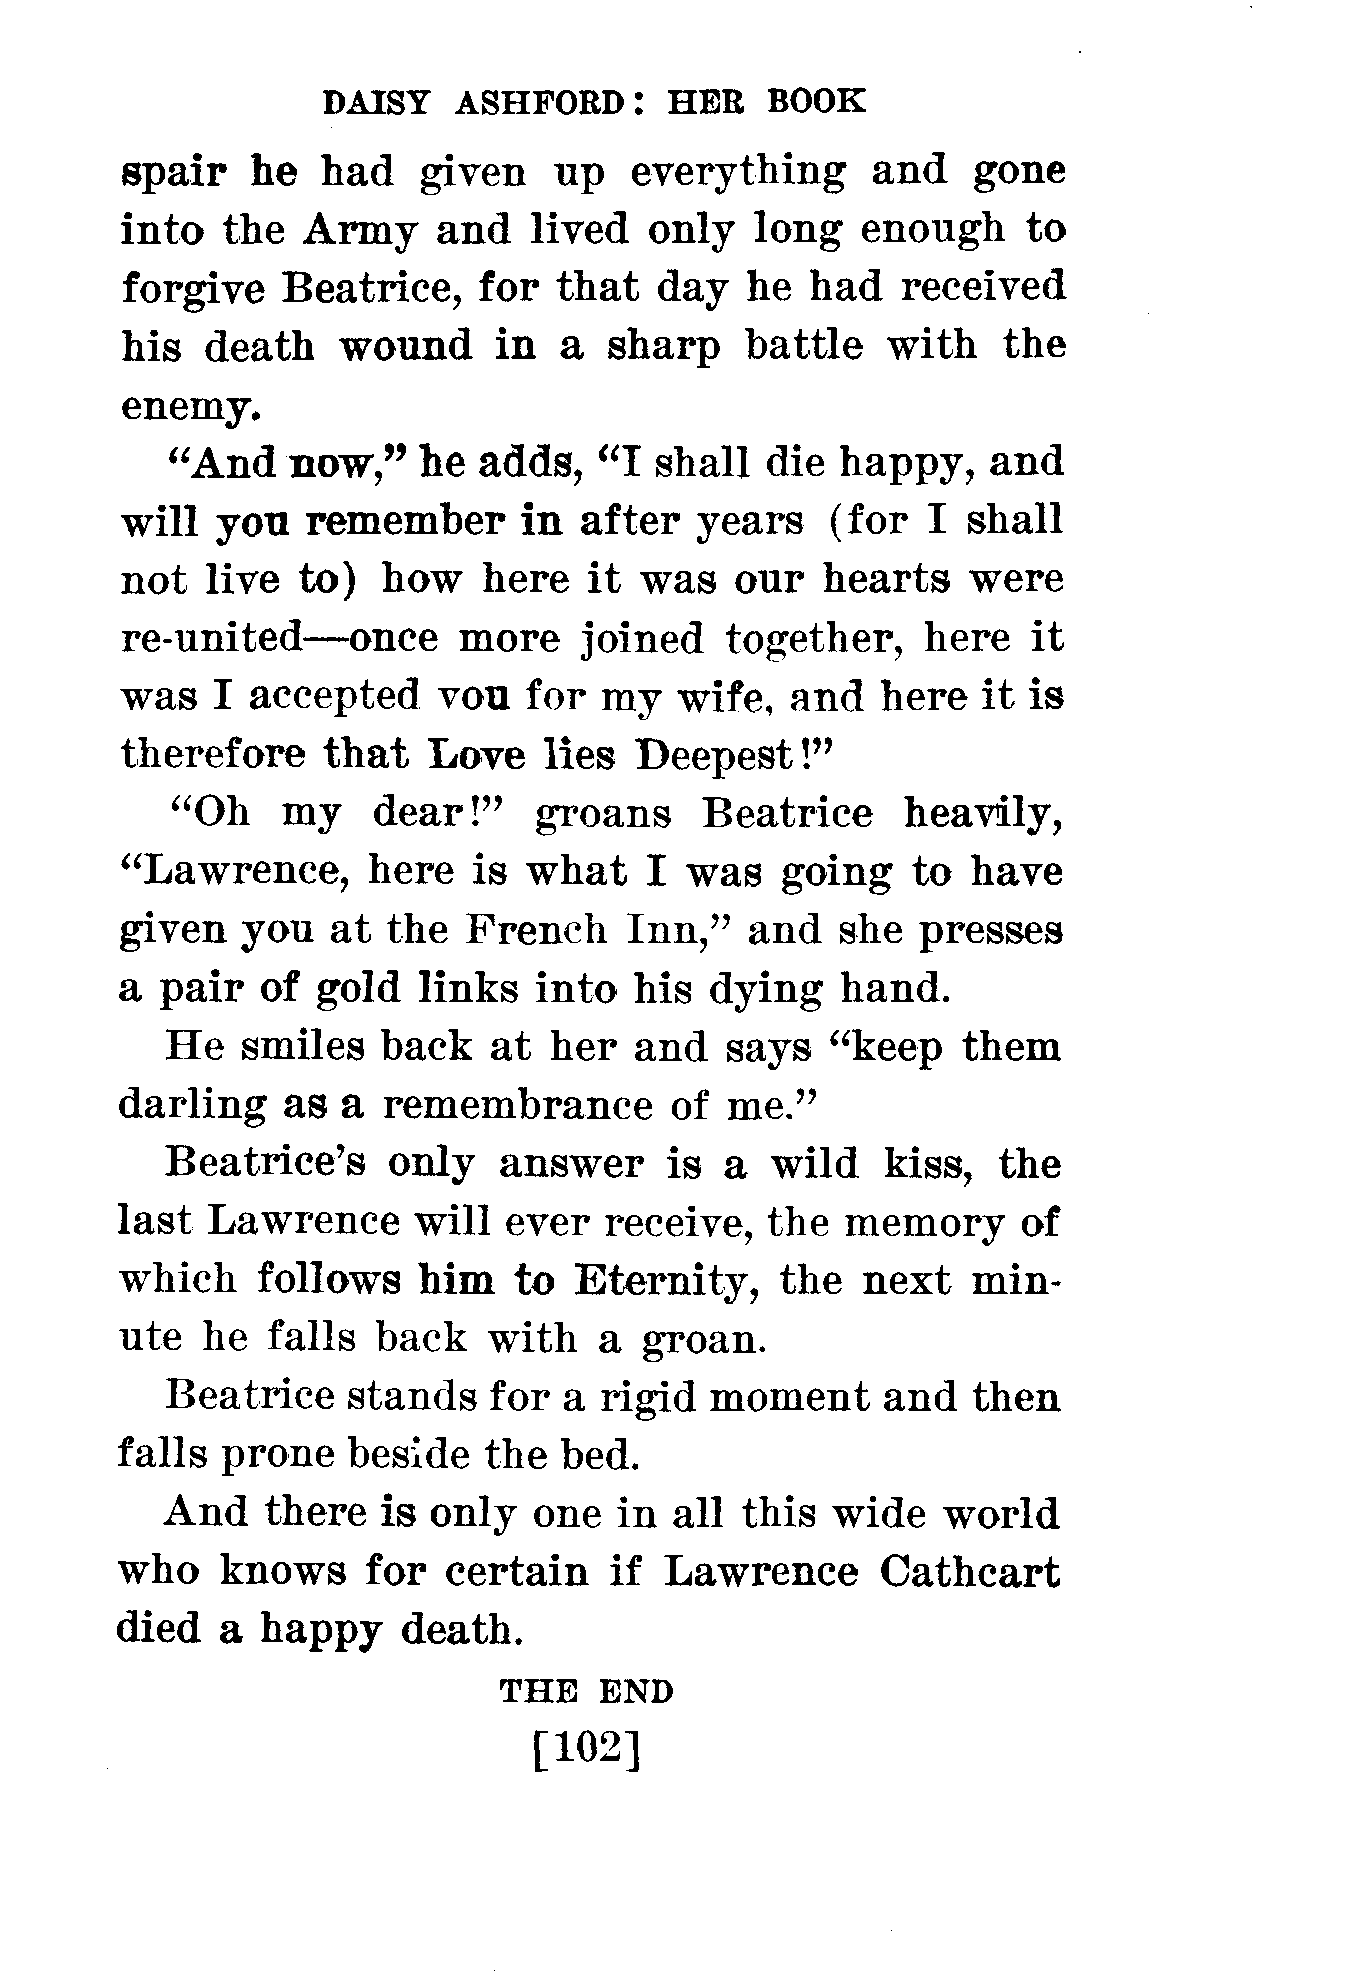 DAISY ASHFORD: HER BOOK
spair he had given up everything and gone
into the Army and lived only long enough to
forgive Beatrice, for that day he had received
his death wound in a sharp battle with the
enemy.
“And now,” he adds, “I shall die happy, and
will you remember in after years (for I shall
not live to) how here it was our hearts were
re-united—once more joined together, here it
was I accepted you for my wife, and here it is
therefore that Love lies Deepest!”
“Oh my dear!” groans Beatrice heavily,
“Lawrence, here is what I was going to have
given you at the French Inn,” and she presses
a pair of gold links into his dying hand.
He smiles back at her and says “keep them
darling as a remembrance of me.”
Beatrice’s only answer is a wild kiss, the
last Lawrence will ever receive, the memory of
which follows him to Eternity, the next min-
ute he falls back with a groan.
Beatrice stands for a rigid moment and then
falls prone beside the bed.
And there is only one in all this wide world
who knows for certain if Lawrence Cathcart
died a happy death.
THE END
[102]